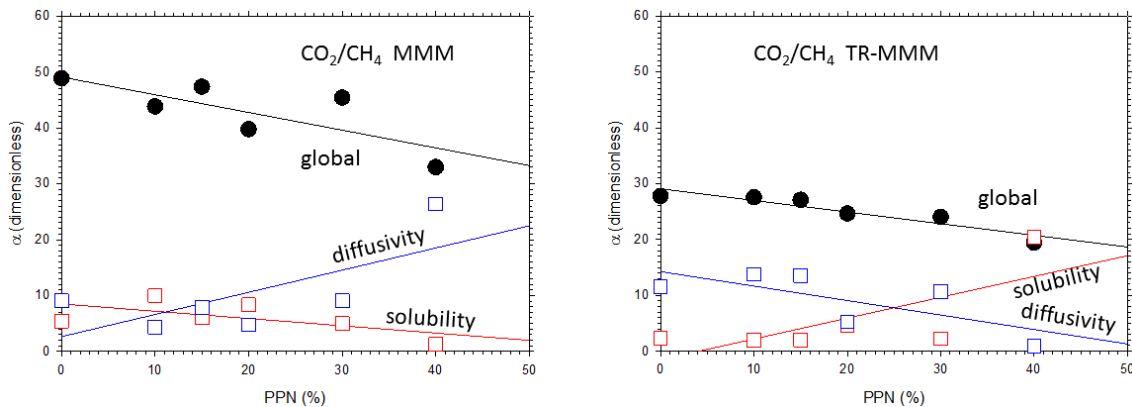 60
50
40
30
20
10
0
α (dimensionless)
CO₂/CH₄ MMM
global
diffusivity
solubility
0 10 20 30 40 50
PPN (%)
60
50
40
30
20
10
0
α (dimensionless)
CO₂/CH₄ TR-MMM
global
solubility
diffusivity
0 10 20 30 40 50
PPN (%)